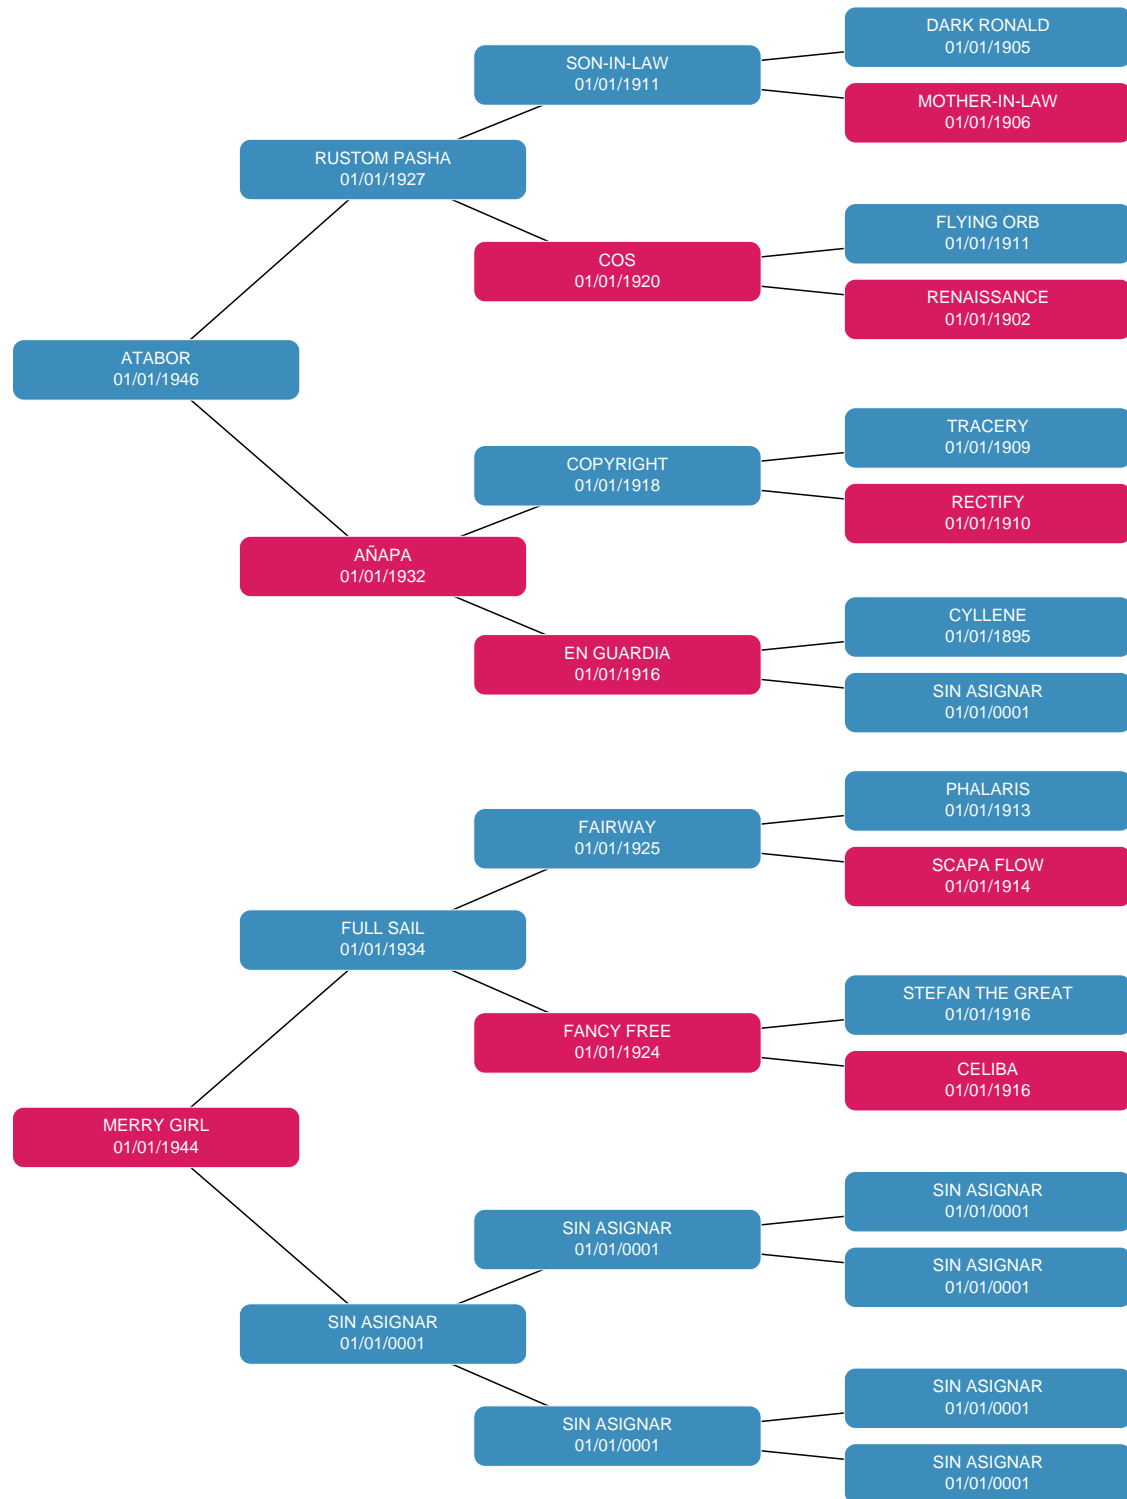 DARK RONALD
01/01/1905
SON-IN-LAW
01/01/1911
MOTHER-IN-LAW
01/01/1906
RUSTOM PASHA
01/01/1927
FLYING ORB
01/01/1911
COS
01/01/1920
RENAISSANCE
01/01/1902
ATABOR
01/01/1946
TRACERY
01/01/1909
COPYRIGHT
01/01/1918
RECTIFY
01/01/1910
AÑAPA
01/01/1932
CYLLENE
01/01/1895
EN GUARDIA
01/01/1916
SIN ASIGNAR
01/01/0001
PHALARIS
01/01/1913
FAIRWAY
01/01/1925
SCAPA FLOW
01/01/1914
FULL SAIL
01/01/1934
STEFAN THE GREAT
01/01/1916
FANCY FREE
01/01/1924
CELIBA
01/01/1916
MERRY GIRL
01/01/1944
SIN ASIGNAR
01/01/0001
SIN ASIGNAR
01/01/0001
SIN ASIGNAR
01/01/0001
SIN ASIGNAR
01/01/0001
SIN ASIGNAR
01/01/0001
SIN ASIGNAR
01/01/0001
SIN ASIGNAR
01/01/0001